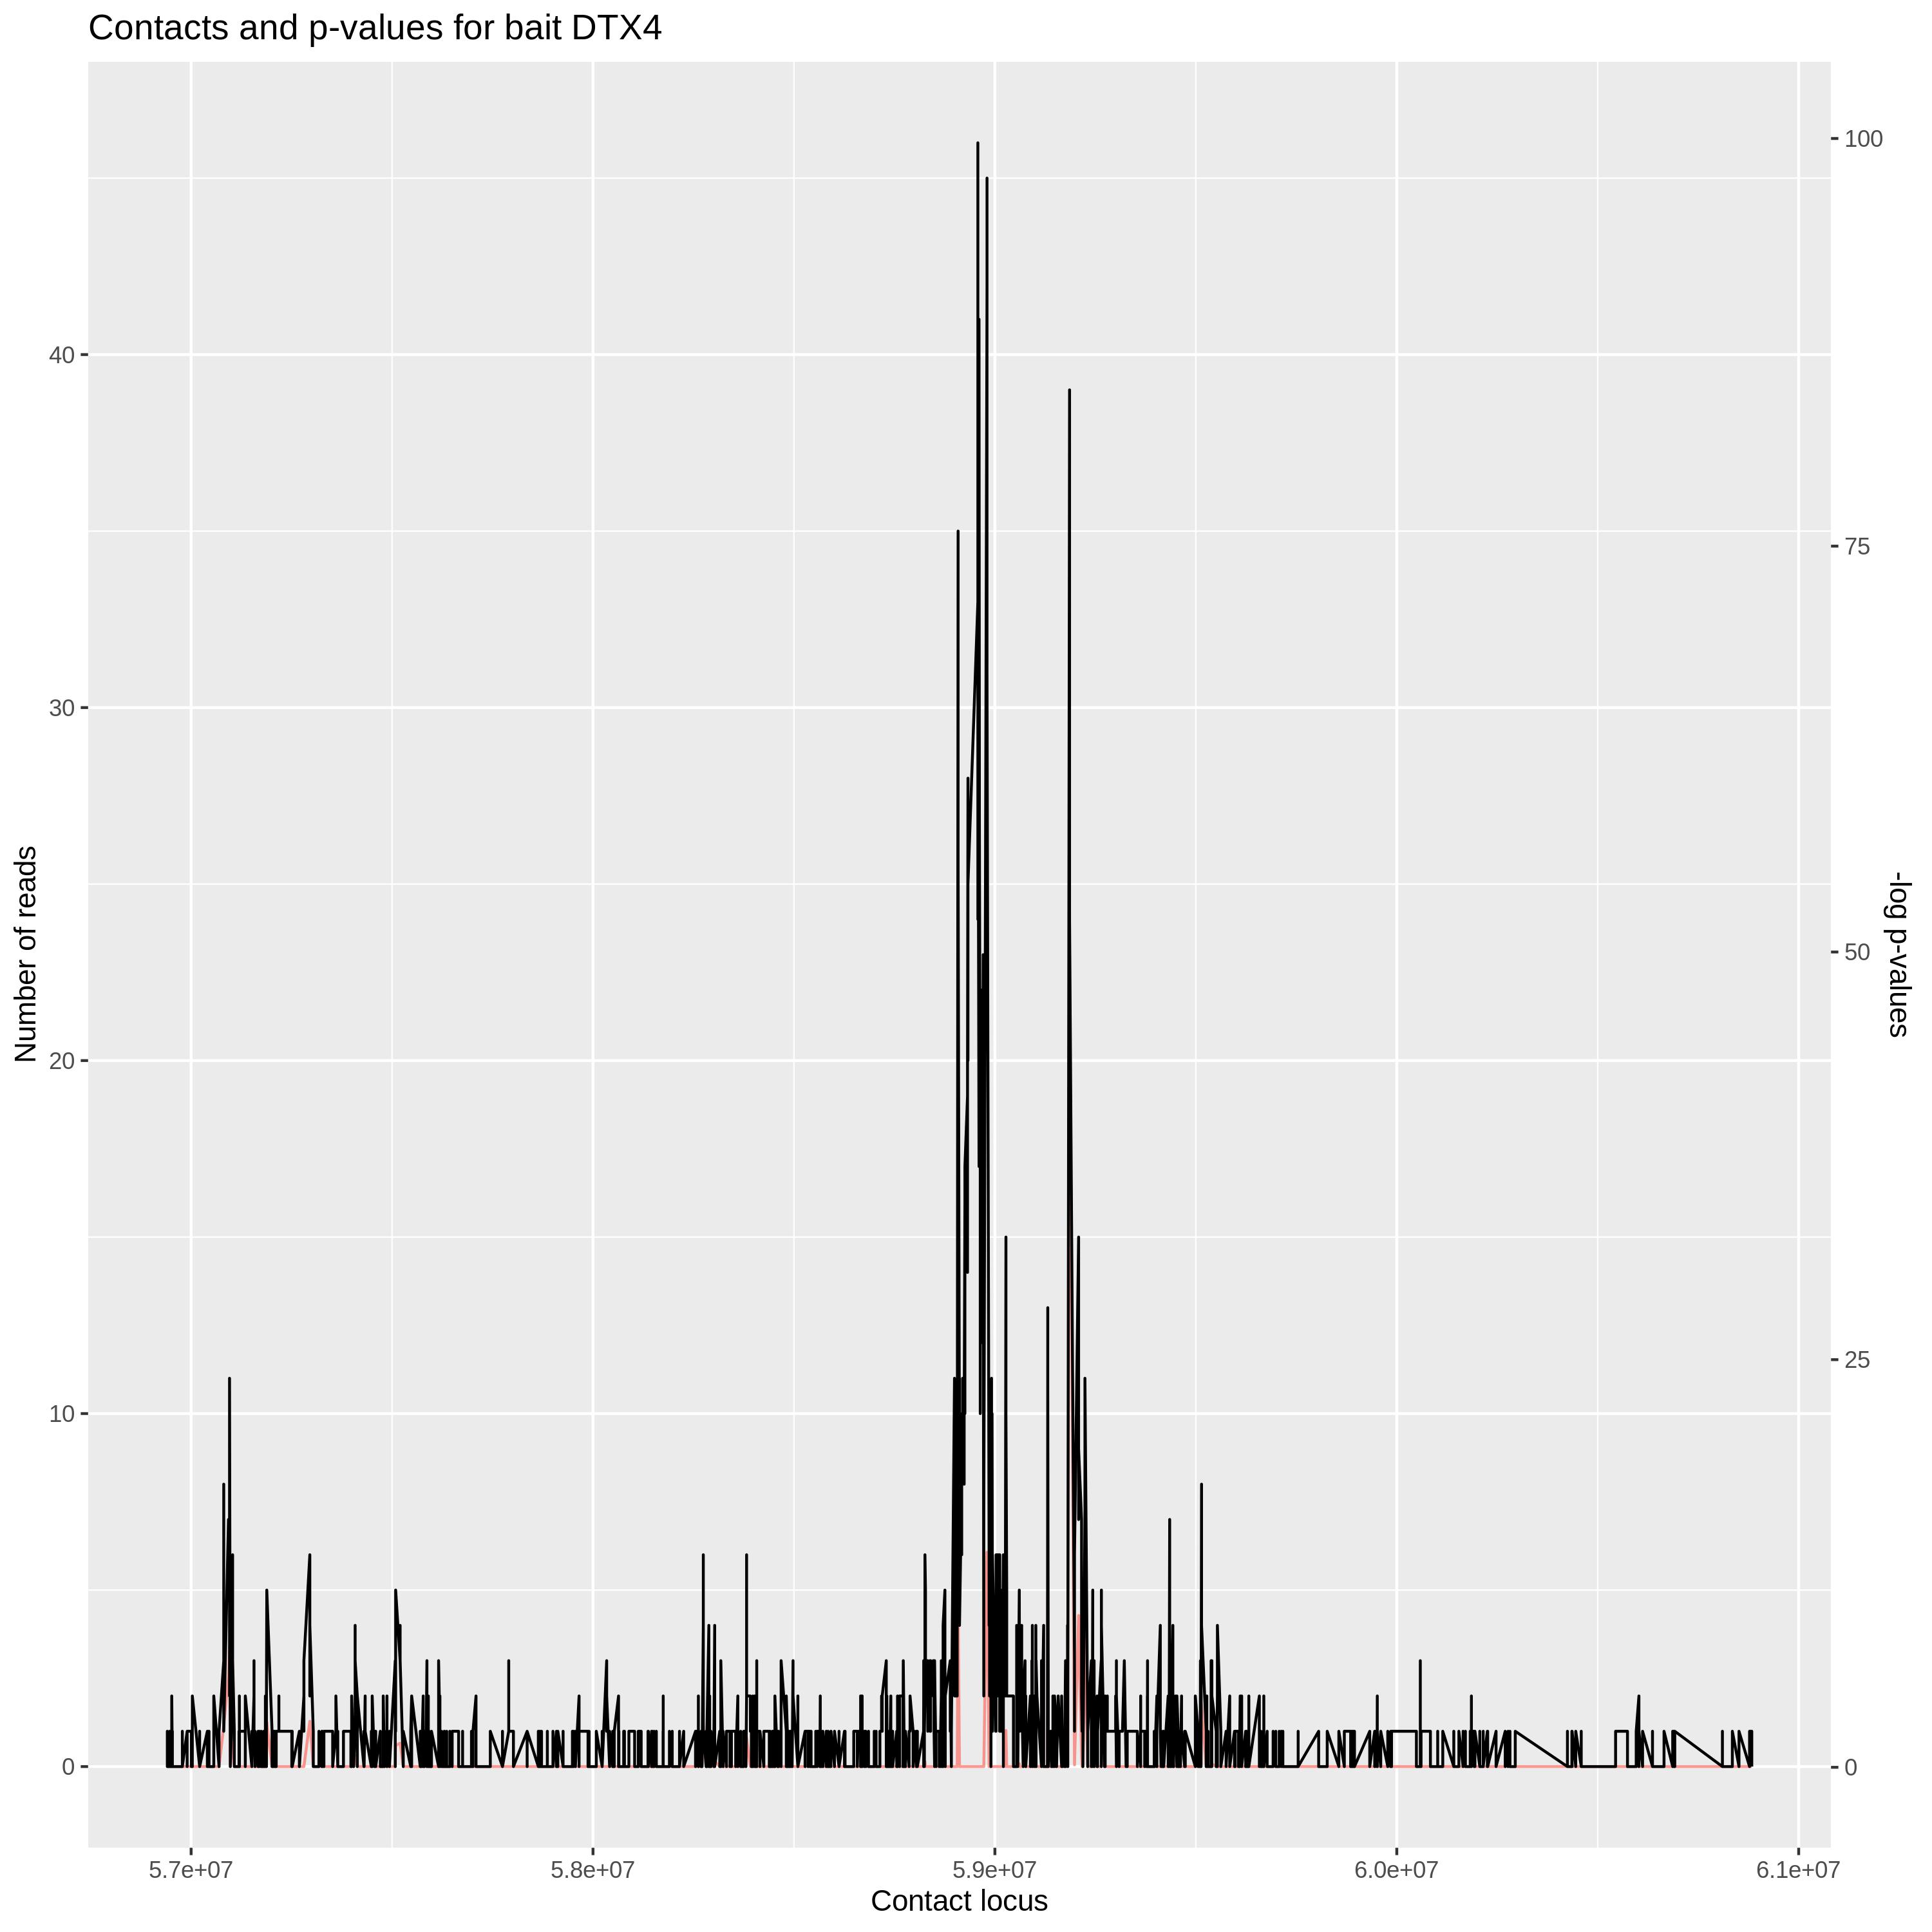 Contacts and p-values for bait DTX4
Number of reads
40
30
20
10
0
100
75
50
25
0
-log p-values
5.7e+07 5.8e+07 5.9e+07 6.0e+07 6.1e+07
Contact locus